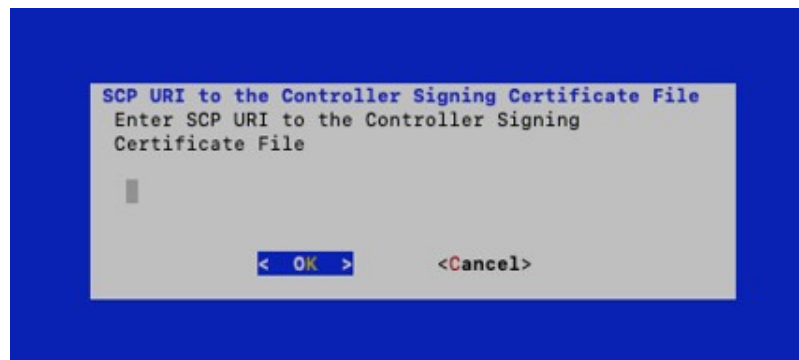 SCP URI to the Controller Signing Certificate File
Enter SCP URI to the Controller Signing
Certificate File
< OK > <Cancel>